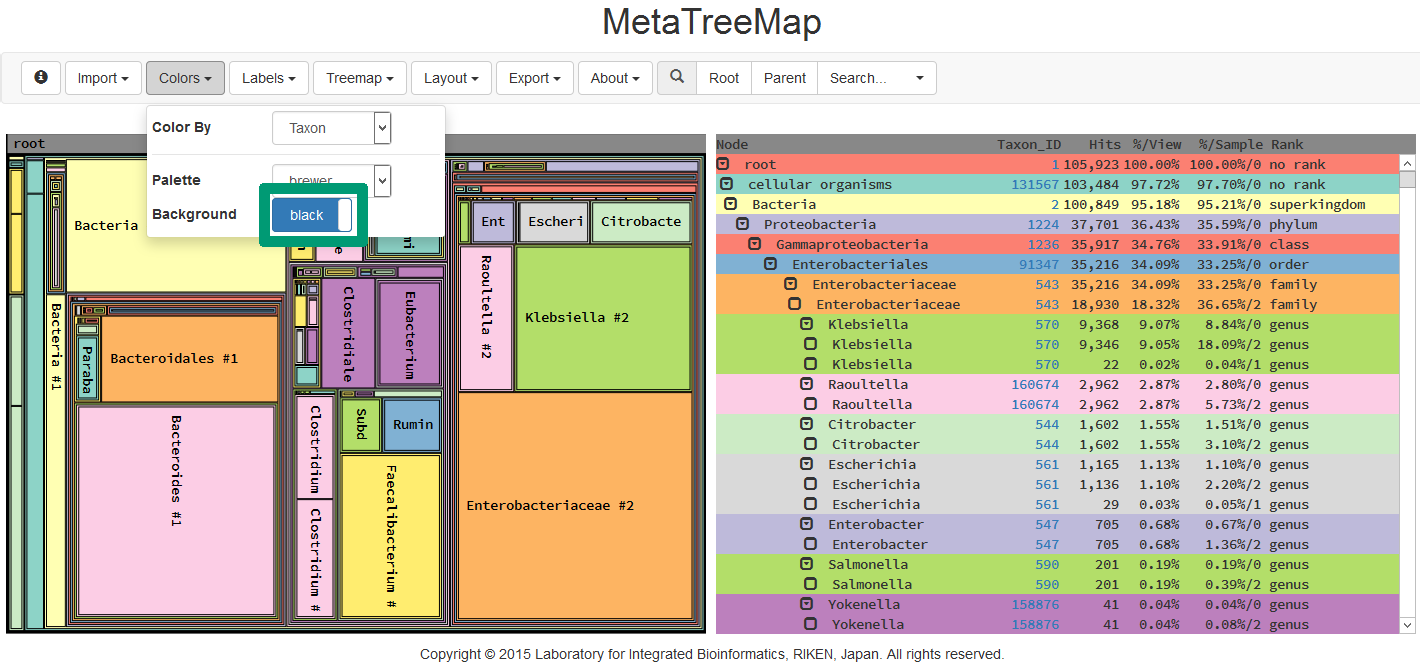 MetaTreeMap
Import Colors Labels Treemap Layout Export About Root Parent Search...
Color By Taxon
Palette brewer
Background black
root
Bacteria
Bacteria #1
Bacteroidales #1
Paraba
Bacteroides #1
Clostridiale
Eubacterium
Clostridium
Clostridium #
Subd
Rumin
Faecalibacterium #
Ent
Escheri
Citrobacte
Raoultella #2
Klebsiella #2
Enterobacteriaceae #2
Node Taxon_ID Hits %/View %/Sample Rank
root 1 105,923 100.00% 100.00%/0 no rank
cellular organisms 131567 103,484 97.72% 97.70%/0 no rank
Bacteria 2 100,849 95.18% 95.21%/0 superkingdom
Proteobacteria 1224 37,701 36.43% 35.59%/0 phylum
Gammaproteobacteria 1236 35,917 34.76% 33.91%/0 class
Enterobacteriales 91347 35,216 34.09% 33.25%/0 order
Enterobacteriaceae 543 35,216 34.09% 33.25%/0 family
Enterobacteriaceae 543 18,930 18.32% 36.65%/2 family
Klebsiella 570 9,368 9.07% 8.84%/0 genus
Klebsiella 570 9,346 9.05% 18.09%/2 genus
Klebsiella 570 22 0.02% 0.04%/1 genus
Raoultella 160674 2,962 2.87% 2.80%/0 genus
Raoultella 160674 2,962 2.87% 5.73%/2 genus
Citrobacter 544 1,602 1.55% 1.51%/0 genus
Citrobacter 544 1,602 1.55% 3.10%/2 genus
Escherichia 561 1,165 1.13% 1.10%/0 genus
Escherichia 561 1,136 1.10% 2.20%/2 genus
Escherichia 561 29 0.03% 0.05%/1 genus
Enterobacter 547 705 0.68% 0.67%/0 genus
Enterobacter 547 705 0.68% 1.36%/2 genus
Salmonella 590 201 0.19% 0.19%/0 genus
Salmonella 590 201 0.19% 0.39%/2 genus
Yokenella 158876 41 0.04% 0.04%/0 genus
Yokenella 158876 41 0.04% 0.08%/2 genus
Copyright © 2015 Laboratory for Integrated Bioinformatics, RIKEN, Japan. All rights reserved.